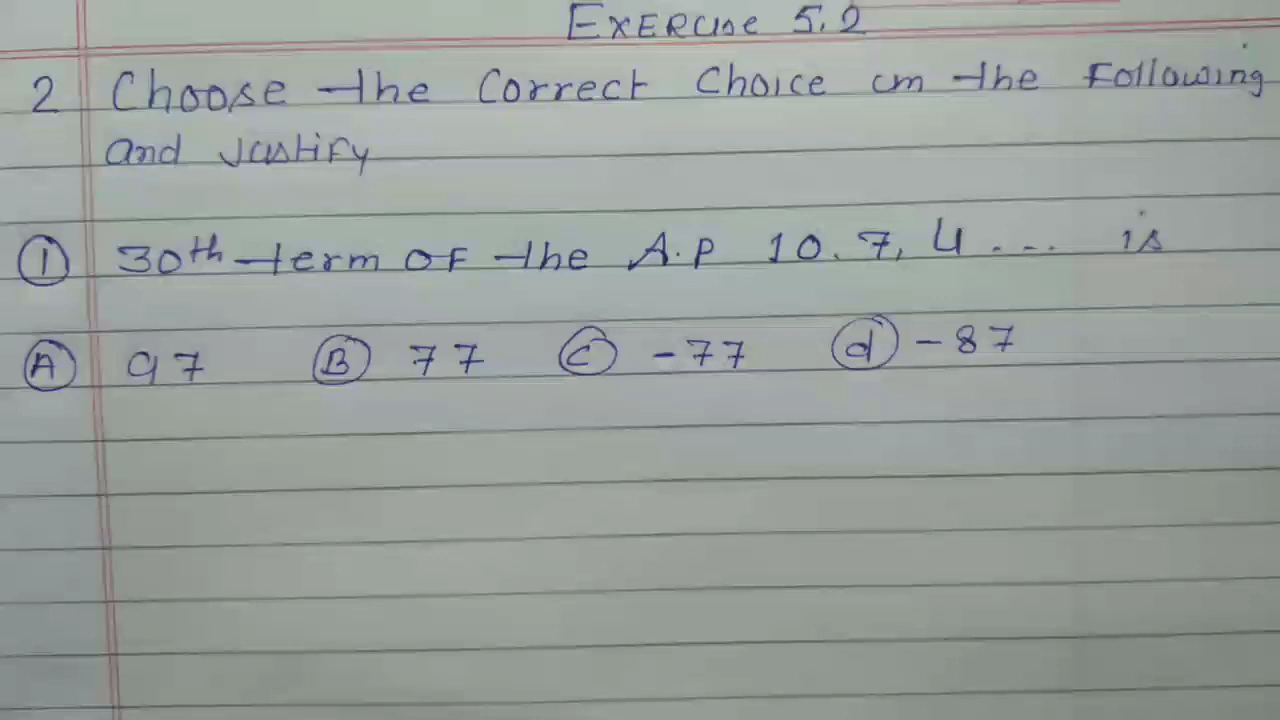 EXERCISE 5.2
2 Choose the Correct Choice in the Following
and Justify
① 30th term of the A.P 10.7, 4 ... is
Ⓐ 97 Ⓑ 77 Ⓒ -77 ⓓ -87